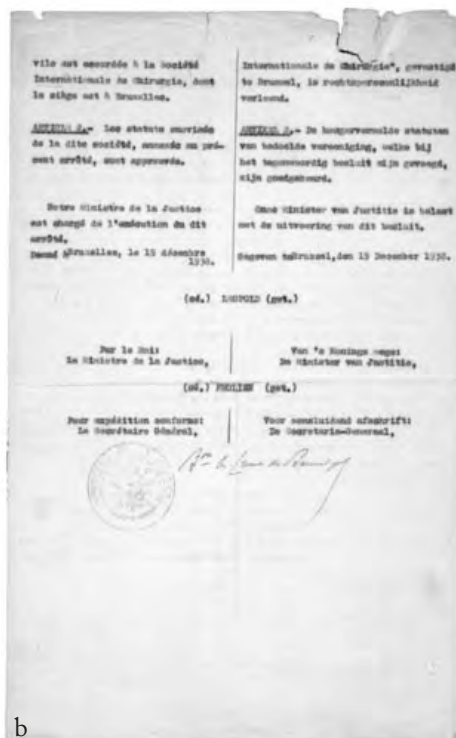 vile est accordée à la Société
Internationale de Chirurgie, dont
le siège est à Bruxelles.
ARTICLE 2.- Les statuts
de la dite société, annexés au pré-
sent arrêté, sont approuvés.
Notre Ministre de la Justice
est chargé de l'exécution du dit
arrêté.
Donné à Bruxelles, le 15 décembre
1938.
Internationale de Chirurgie", gevestigd
te Brussel, is rechtspersoonlijkheid
verleend.
ARTIKEL 2.- De statuten
van bedoelde vereeniging, welke bij
het tegenwoordig besluit zijn gevoegd,
zijn goedgekeurd.
Onze Minister van Justitie is belast
met de uitvoering van dit besluit.
Gegeven te Brussel, den 15 December 1938.
(sé.) LEOPOLD (get.)
Par le Roi:
Le Ministre de la Justice,
Van 's Konings wege:
De Minister van Justitie,
(sé.) PHOLIEN (get.)
Pour expédition conforme:
Le Secrétaire Général,
Voor eensluidend afschrift:
De Secretaris-Generaal,
b